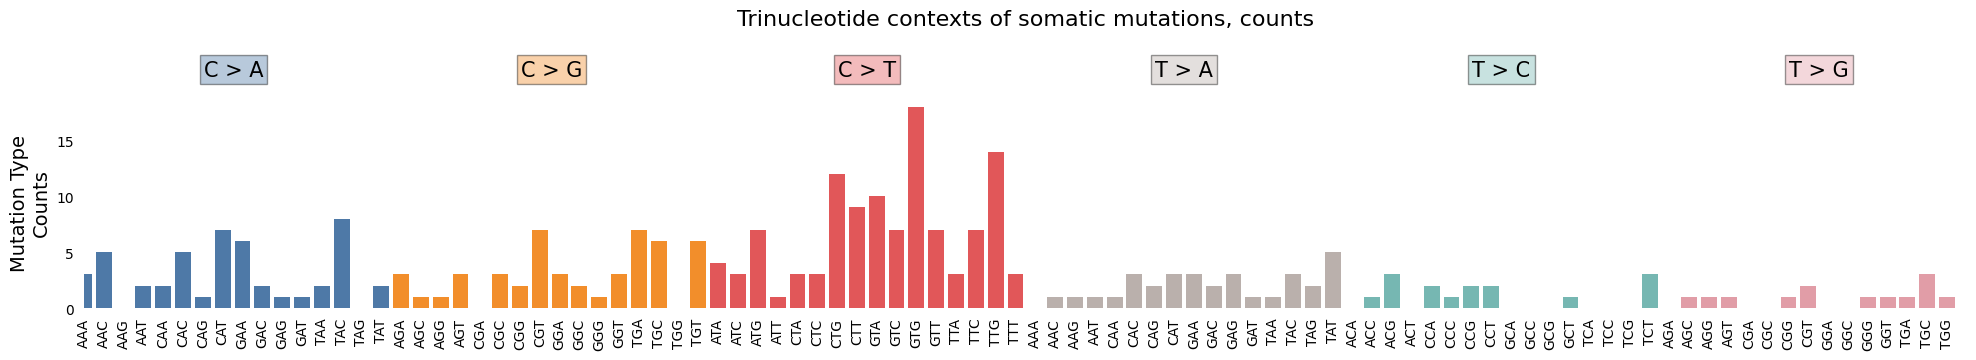 Trinucleotide contexts of somatic mutations, counts
C > A C > G C > T T > A T > C T > G
Mutation Type
Counts
15
10
5
0
AAA AAC AAG AAT CAA CAC CAG CAT GAA GAC GAG GAT TAA TAC TAG TAT AGA AGC AGG AGT CGA CGC CGG CGT GGA GGC GGG GGT TGA TGC TGG TGT ATA ATC ATG ATT CTA CTC CTG CTT GTA GTC GTG GTT TTA TTC TTG TTT AAA AAC AAG AAT CAA CAC CAG CAT GAA GAC GAG GAT TAA TAC TAG TAT ACA ACC ACG ACT CCA CCC CCG CCT GCA GCC GCG GCT TCA TCC TCG TCT AGA AGC AGG AGT CGA CGC CGG CGT GGA GGC GGG GGT TGA TGC TGG